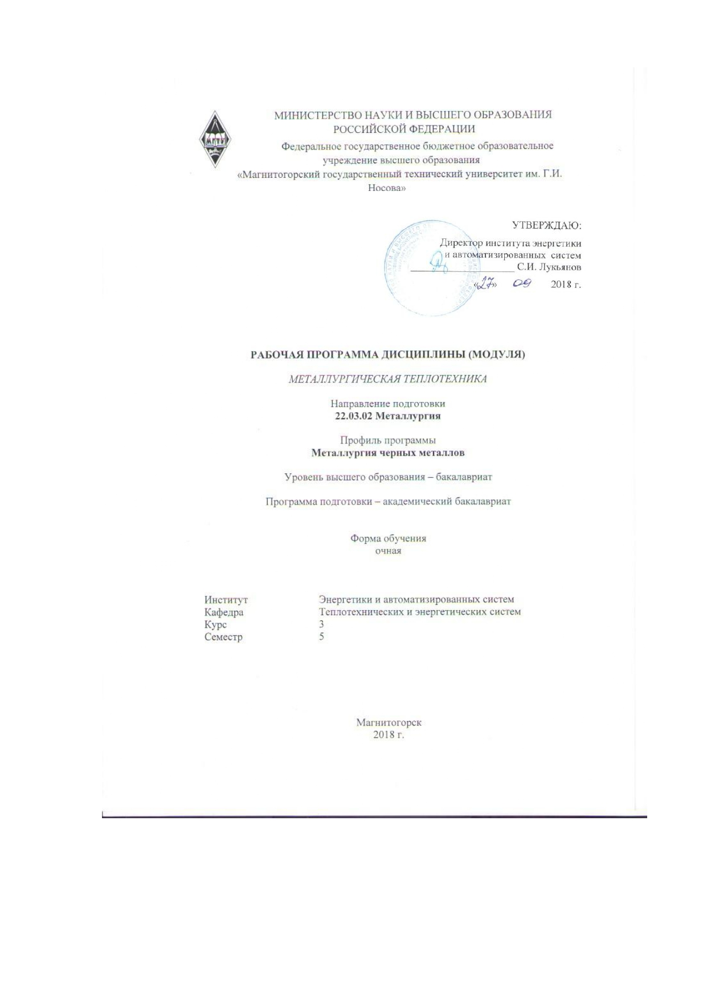 МИНИСТЕРСТВО НАУКИ И ВЫСШЕГО ОБРАЗОВАНИЯ
РОССИЙСКОЙ ФЕДЕРАЦИИ
Федеральное государственное бюджетное образовательное
учреждение высшего образования
«Магнитогорский государственный технический университет им. Г.И.
Носова»
МГТУ
УТВЕРЖДАЮ:
Директор института энергетики
и автоматизированных систем
С.И. Лукьянов
«27» 09 2018 г.
РАБОЧАЯ ПРОГРАММА ДИСЦИПЛИНЫ (МОДУЛЯ)
МЕТАЛЛУРГИЧЕСКАЯ ТЕПЛОТЕХНИКА
Направление подготовки
22.03.02 Металлургия
Профиль программы
Металлургия черных металлов
Уровень высшего образования – бакалавриат
Программа подготовки – академический бакалавриат
Форма обучения
очная
Институт Энергетики и автоматизированных систем
Кафедра Теплотехнических и энергетических систем
Курс 3
Семестр 5
Магнитогорск
2018 г.